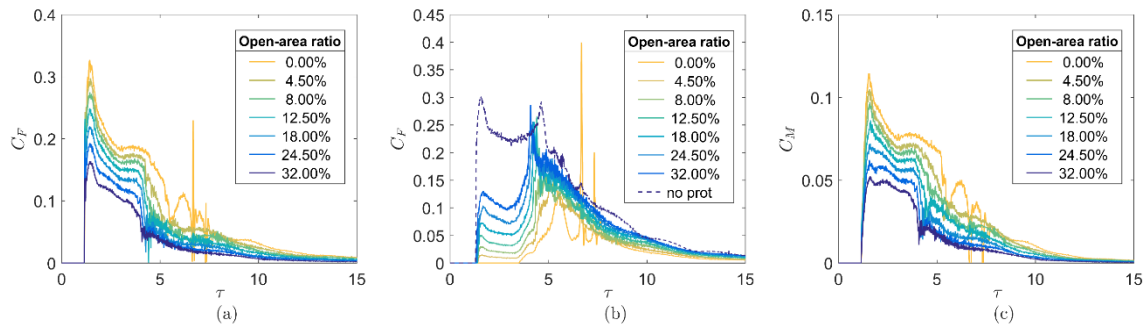 Open-area ratio
0.00%
4.50%
8.00%
12.50%
18.00%
24.50%
32.00%
0.4
0.3
0.2
0.1
0
0 5 10 15
C_F
τ
(a)
Open-area ratio
0.00%
4.50%
8.00%
12.50%
18.00%
24.50%
32.00%
no prot
0.45
0.4
0.35
0.3
0.25
0.2
0.15
0.1
0.05
0
0 5 10 15
C_F
τ
(b)
Open-area ratio
0.00%
4.50%
8.00%
12.50%
18.00%
24.50%
32.00%
0.15
0.1
0.05
0
0 5 10 15
C_M
τ
(c)